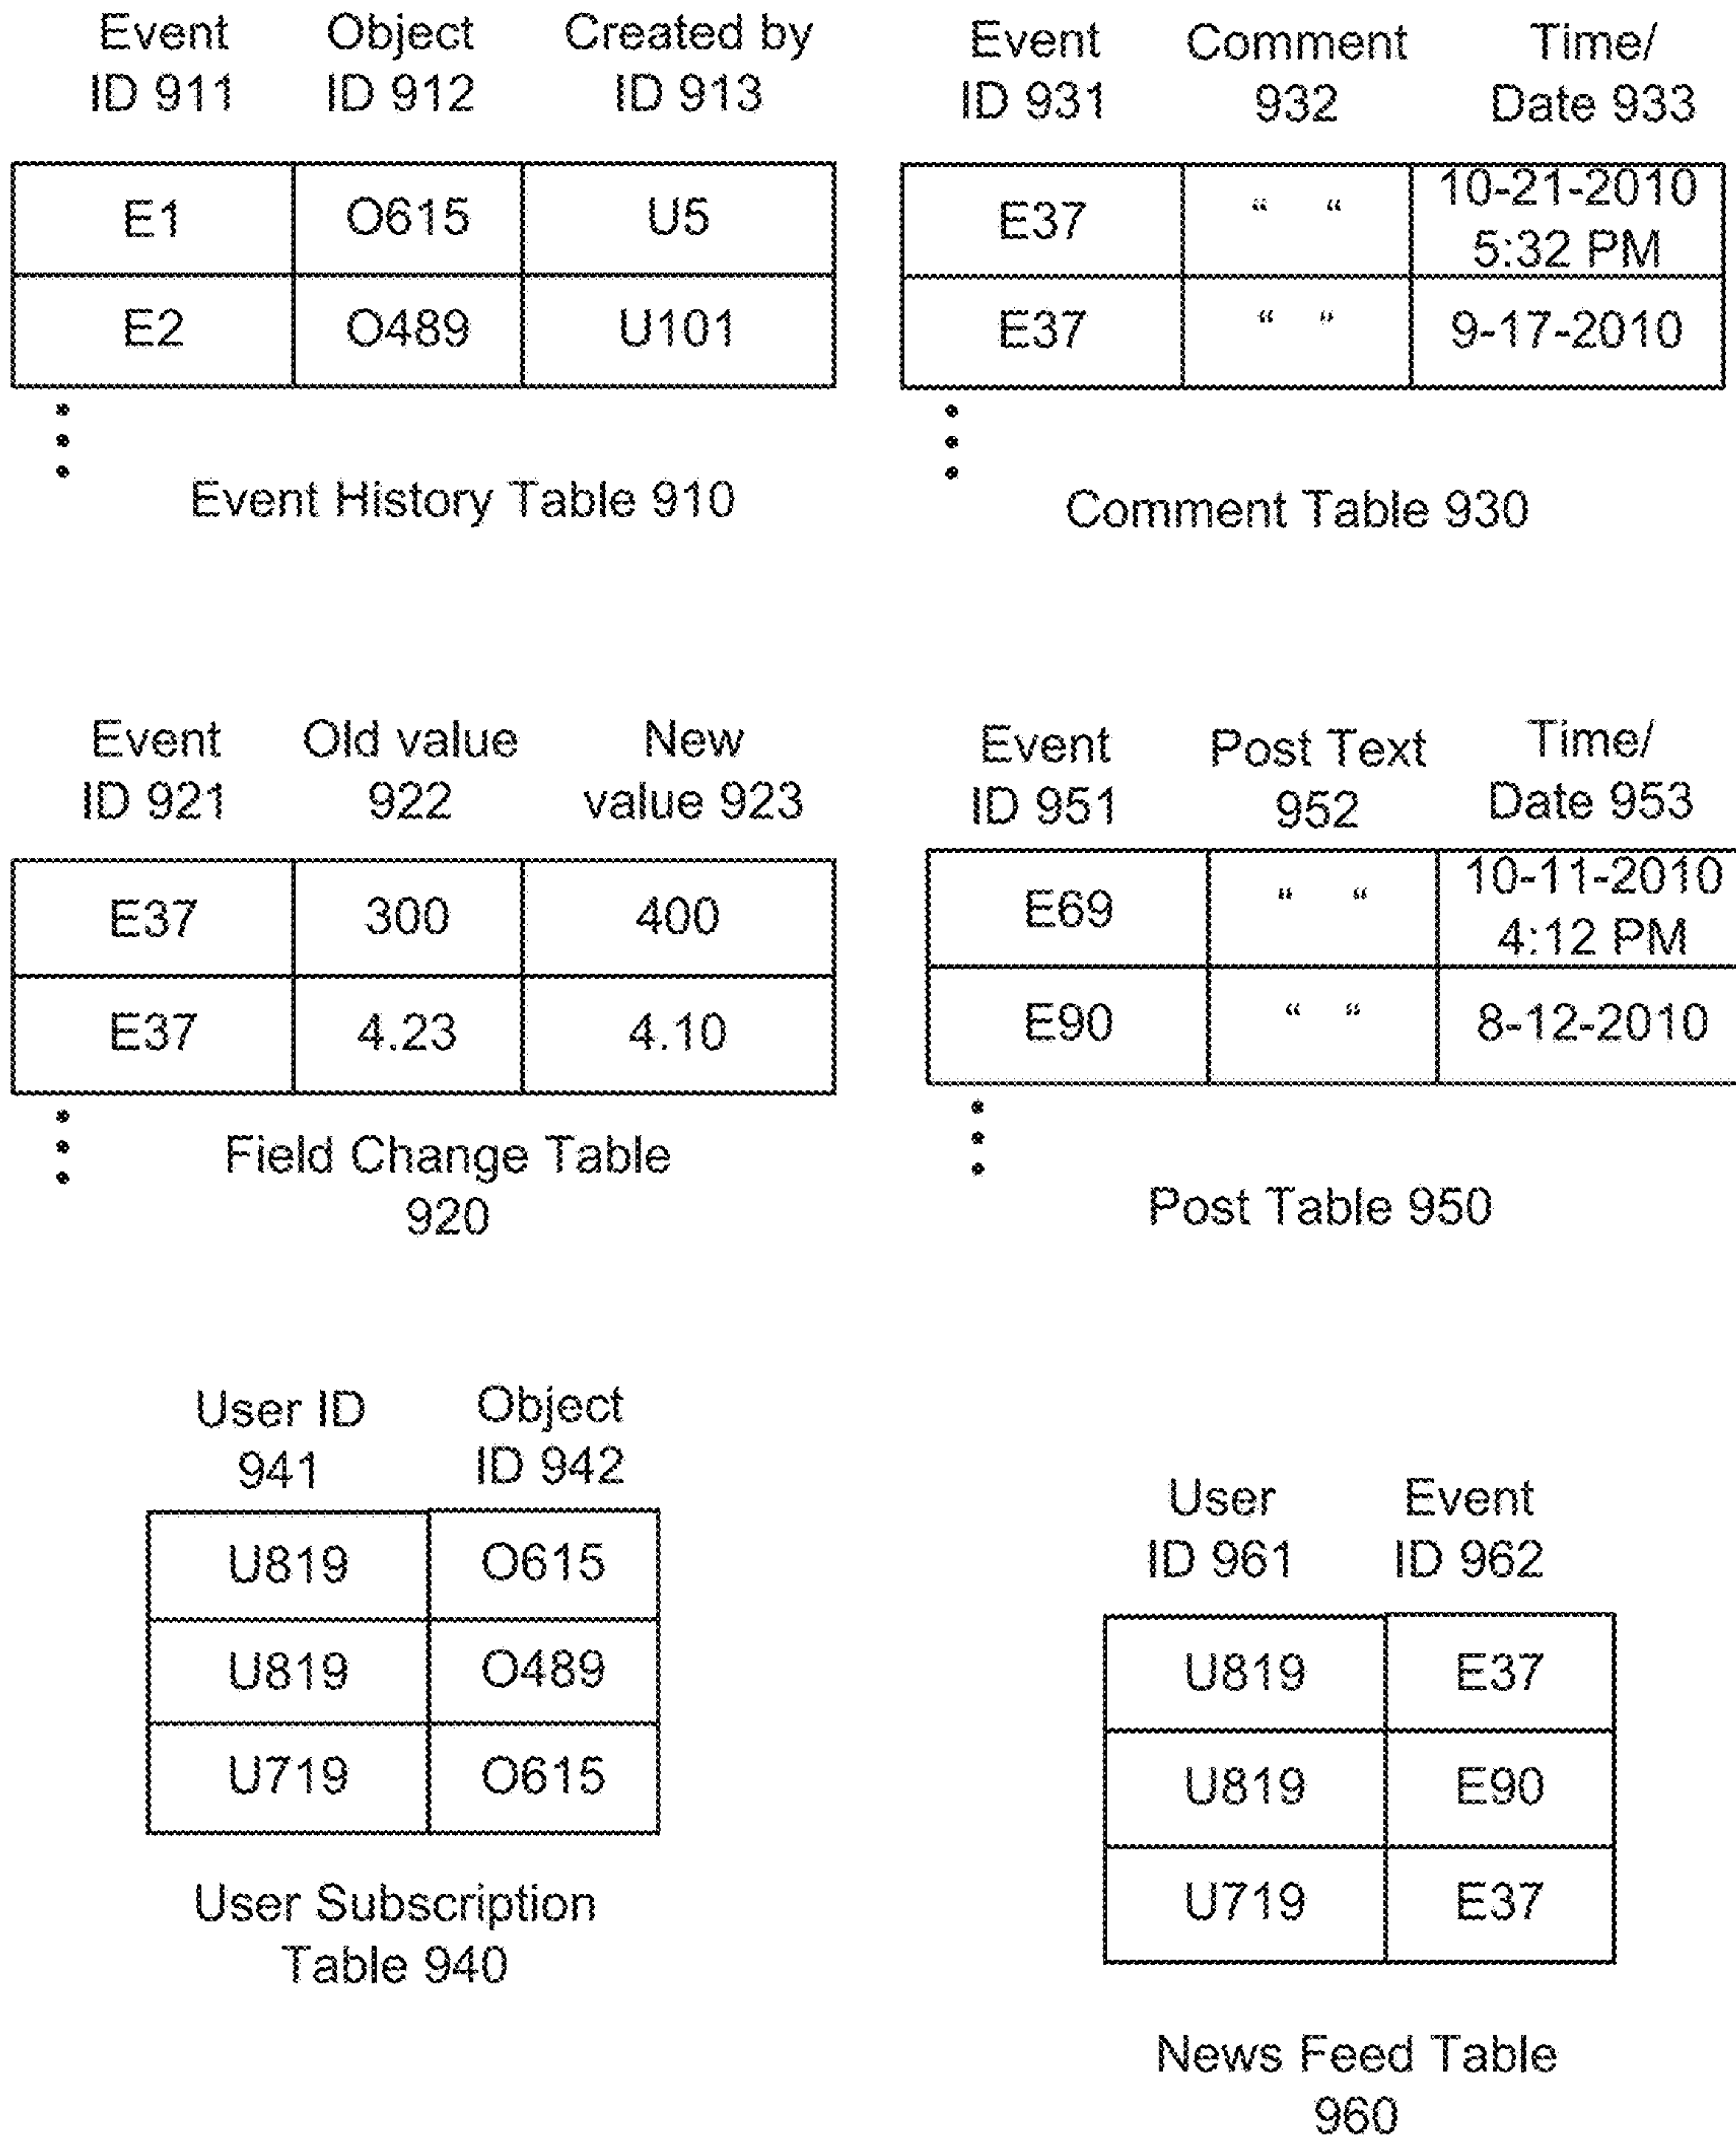 Event Object Created by
ID 911 ID 912 ID 913
E1 O615 U5
E2 O489 U101
Event History Table 910
Event Comment Time/
ID 931 932 Date 933
E37 “ “ 10-21-2010
5:32 PM
E37 “ ” 9-17-2010
Comment Table 930
Event Old value New
ID 921 922 value 923
E37 300 400
E37 4.23 4.10
Field Change Table
920
Event Post Text Time/
ID 951 952 Date 953
E69 “ “ 10-11-2010
4:12 PM
E90 “ ” 8-12-2010
Post Table 950
User ID Object
941 ID 942
U819 O615
U819 O489
U719 O615
User Subscription
Table 940
User Event
ID 961 ID 962
U819 E37
U819 E90
U719 E37
News Feed Table
960